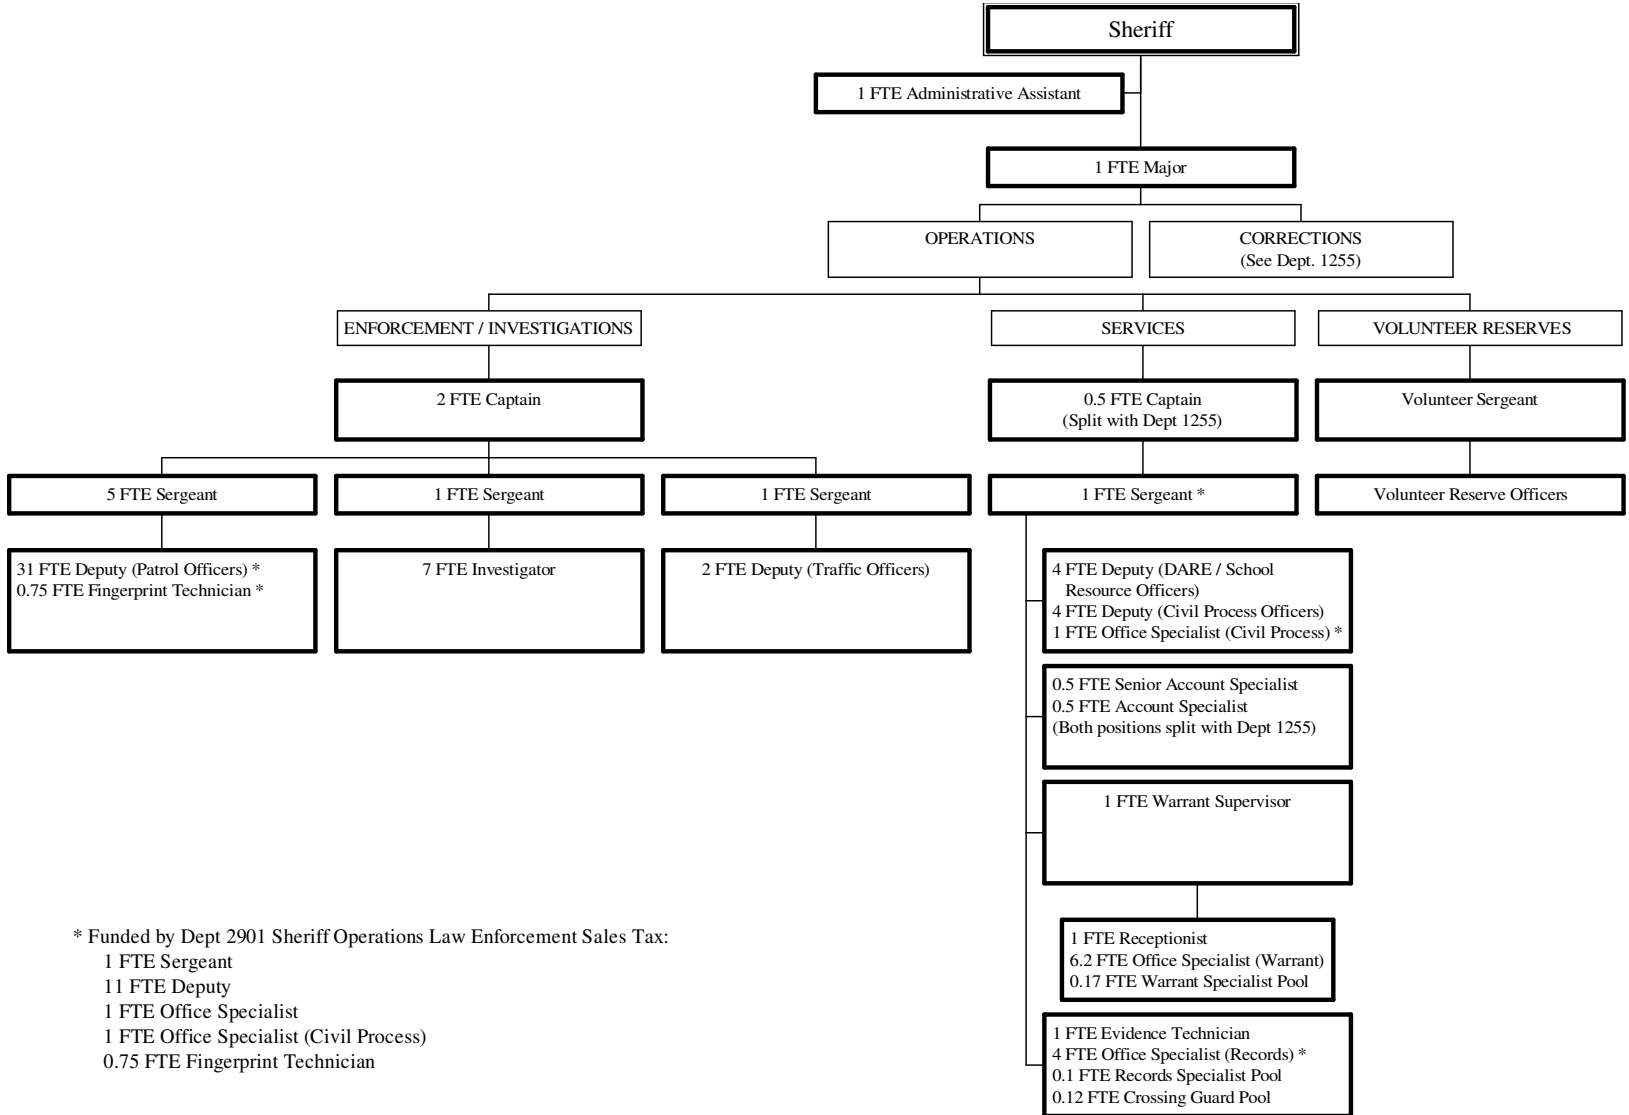 Sheriff
1 FTE Administrative Assistant
1 FTE Major
OPERATIONS
CORRECTIONS
(See Dept. 1255)
ENFORCEMENT / INVESTIGATIONS
SERVICES
VOLUNTEER RESERVES
2 FTE Captain
0.5 FTE Captain
(Split with Dept 1255)
Volunteer Sergeant
5 FTE Sergeant
1 FTE Sergeant
1 FTE Sergeant
1 FTE Sergeant *
Volunteer Reserve Officers
31 FTE Deputy (Patrol Officers) *
0.75 FTE Fingerprint Technician *
7 FTE Investigator
2 FTE Deputy (Traffic Officers)
4 FTE Deputy (DARE / School
Resource Officers)
4 FTE Deputy (Civil Process Officers)
1 FTE Office Specialist (Civil Process) *
0.5 FTE Senior Account Specialist
0.5 FTE Account Specialist
(Both positions split with Dept 1255)
1 FTE Warrant Supervisor
1 FTE Receptionist
6.2 FTE Office Specialist (Warrant)
0.17 FTE Warrant Specialist Pool
1 FTE Evidence Technician
4 FTE Office Specialist (Records) *
0.1 FTE Records Specialist Pool
0.12 FTE Crossing Guard Pool
* Funded by Dept 2901 Sheriff Operations Law Enforcement Sales Tax:
1 FTE Sergeant
11 FTE Deputy
1 FTE Office Specialist
1 FTE Office Specialist (Civil Process)
0.75 FTE Fingerprint Technician